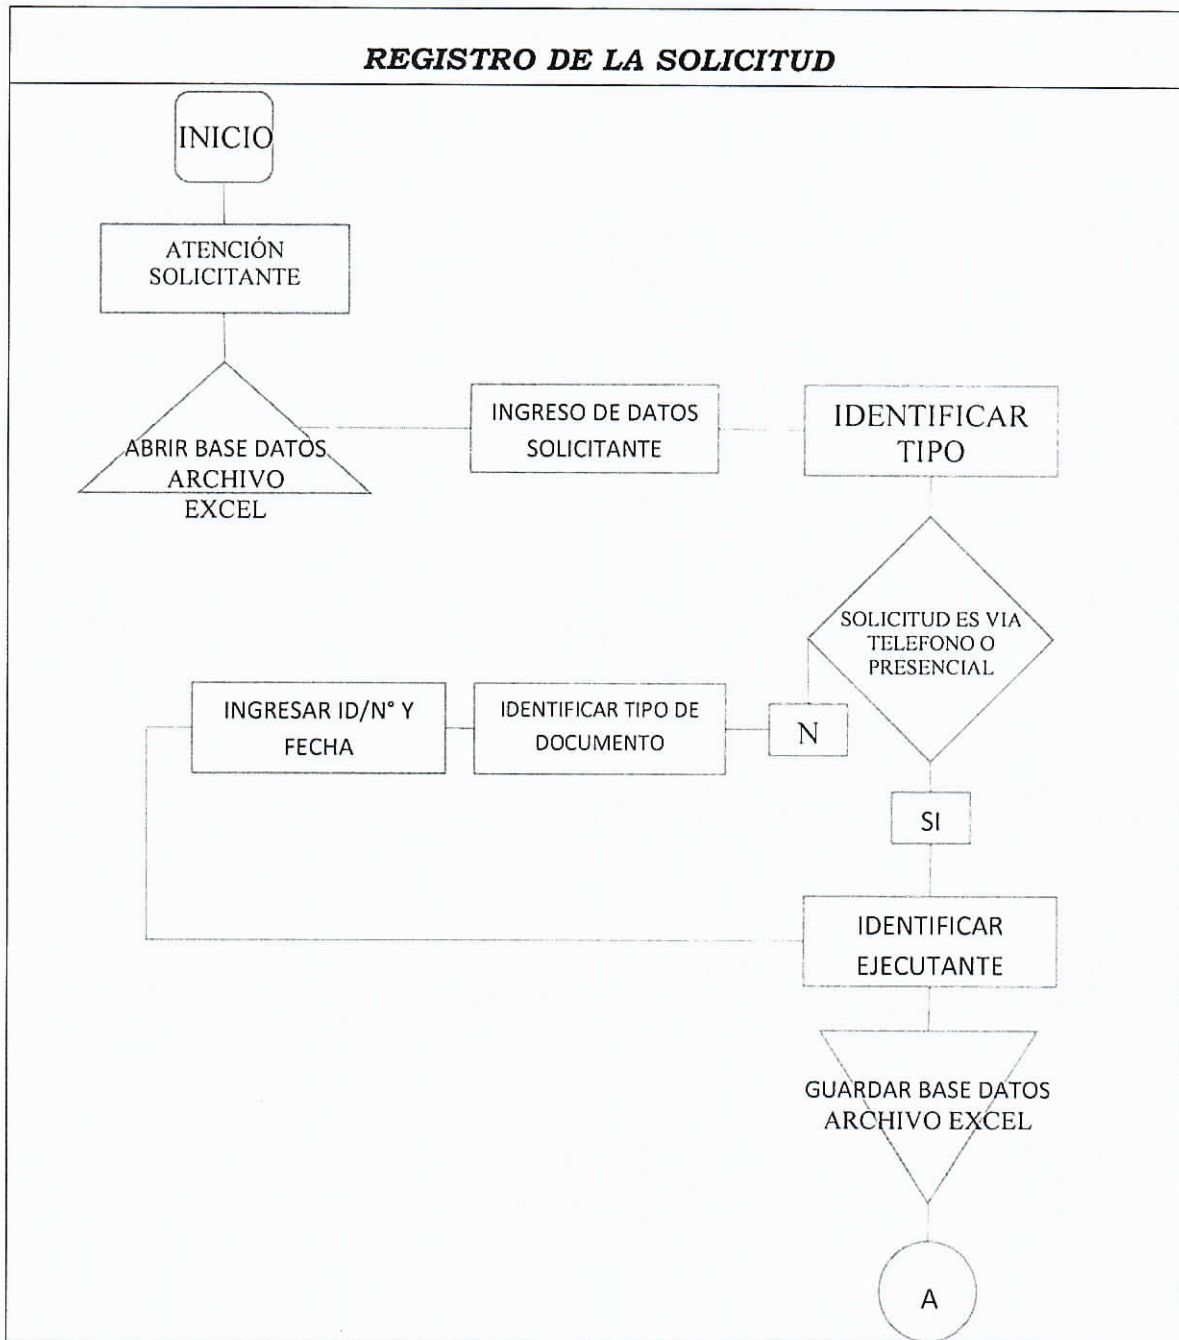 REGISTRO DE LA SOLICITUD
INICIO
ATENCIÓN
SOLICITANTE
ABRIR BASE DATOS
ARCHIVO
EXCEL
INGRESO DE DATOS
SOLICITANTE
IDENTIFICAR
TIPO
SOLICITUD ES VIA
TELEFONO O
PRESENCIAL
N
IDENTIFICAR TIPO DE
DOCUMENTO
INGRESAR ID/N° Y
FECHA
SI
IDENTIFICAR
EJECUTANTE
GUARDAR BASE DATOS
ARCHIVO EXCEL
A